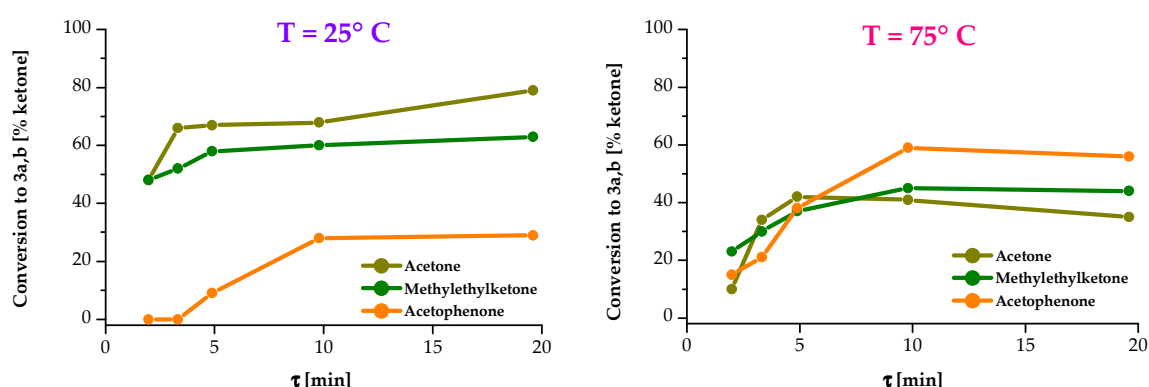 T = 25° C
Conversion to 3a,b [% ketone]
100
80
60
40
20
0
Acetone
Methylethylketone
Acetophenone
0 5 10 15 20
τ [min]
T = 75° C
Conversion to 3a,b [% ketone]
100
80
60
40
20
0
Acetone
Methylethylketone
Acetophenone
0 5 10 15 20
τ [min]